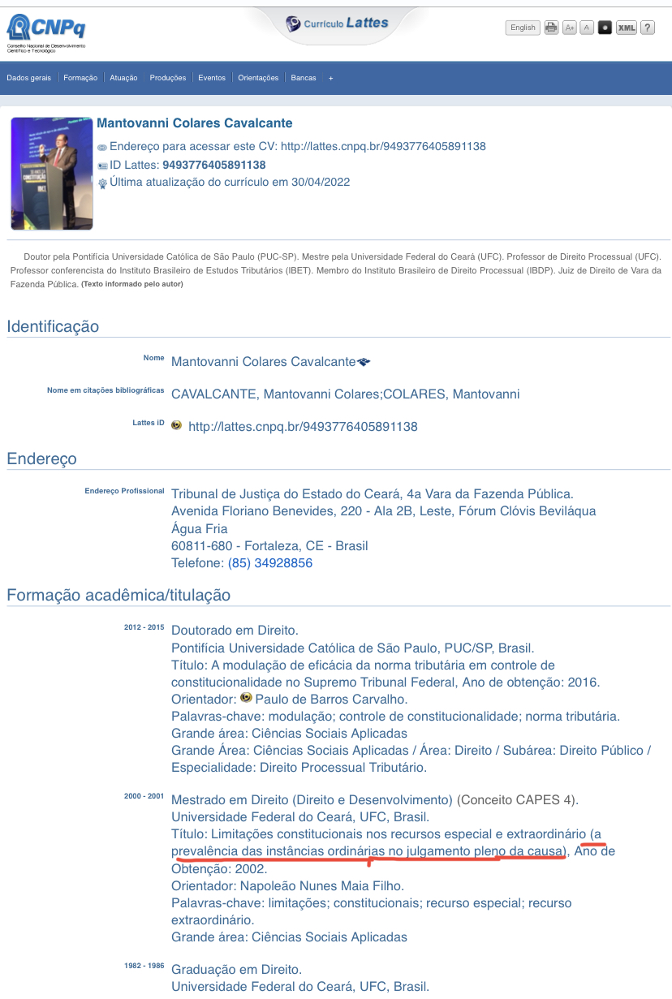 CNPq
Conselho Nacional de Desenvolvimento
Científico e Tecnológico
Currículo Lattes
English A+ A XML ?
Dados gerais Formação Atuação Produções Eventos Orientações Bancas +
Mantovanni Colares Cavalcante
Endereço para acessar este CV: http://lattes.cnpq.br/9493776405891138
ID Lattes: 9493776405891138
Última atualização do currículo em 30/04/2022
Doutor pela Pontifícia Universidade Católica de São Paulo (PUC-SP). Mestre pela Universidade Federal do Ceará (UFC). Professor de Direito Processual (UFC).
Professor conferencista do Instituto Brasileiro de Estudos Tributários (IBET). Membro do Instituto Brasileiro de Direito Processual (IBDP). Juiz de Direito de Vara da
Fazenda Pública. (Texto informado pelo autor)
Identificação
Nome Mantovanni Colares Cavalcante
Nome em citações bibliográficas CAVALCANTE, Mantovanni Colares;COLARES, Mantovanni
Lattes iD http://lattes.cnpq.br/9493776405891138
Endereço
Endereço Profissional Tribunal de Justiça do Estado do Ceará, 4a Vara da Fazenda Pública.
Avenida Floriano Benevides, 220 - Ala 2B, Leste, Fórum Clóvis Beviláqua
Água Fria
60811-680 - Fortaleza, CE - Brasil
Telefone: (85) 34928856
Formação acadêmica/titulação
2012 - 2015 Doutorado em Direito.
Pontifícia Universidade Católica de São Paulo, PUC/SP, Brasil.
Título: A modulação de eficácia da norma tributária em controle de
constitucionalidade no Supremo Tribunal Federal, Ano de obtenção: 2016.
Orientador: Paulo de Barros Carvalho.
Palavras-chave: modulação; controle de constitucionalidade; norma tributária.
Grande área: Ciências Sociais Aplicadas
Grande Área: Ciências Sociais Aplicadas / Área: Direito / Subárea: Direito Público /
Especialidade: Direito Processual Tributário.
2000 - 2001 Mestrado em Direito (Direito e Desenvolvimento) (Conceito CAPES 4).
Universidade Federal do Ceará, UFC, Brasil.
Título: Limitações constitucionais nos recursos especial e extraordinário (a
prevalência das instâncias ordinárias no julgamento pleno da causa), Ano de
Obtenção: 2002.
Orientador: Napoleão Nunes Maia Filho.
Palavras-chave: limitações; constitucionais; recurso especial; recurso
extraordinário.
Grande área: Ciências Sociais Aplicadas
1982 - 1986 Graduação em Direito.
Universidade Federal do Ceará, UFC, Brasil.